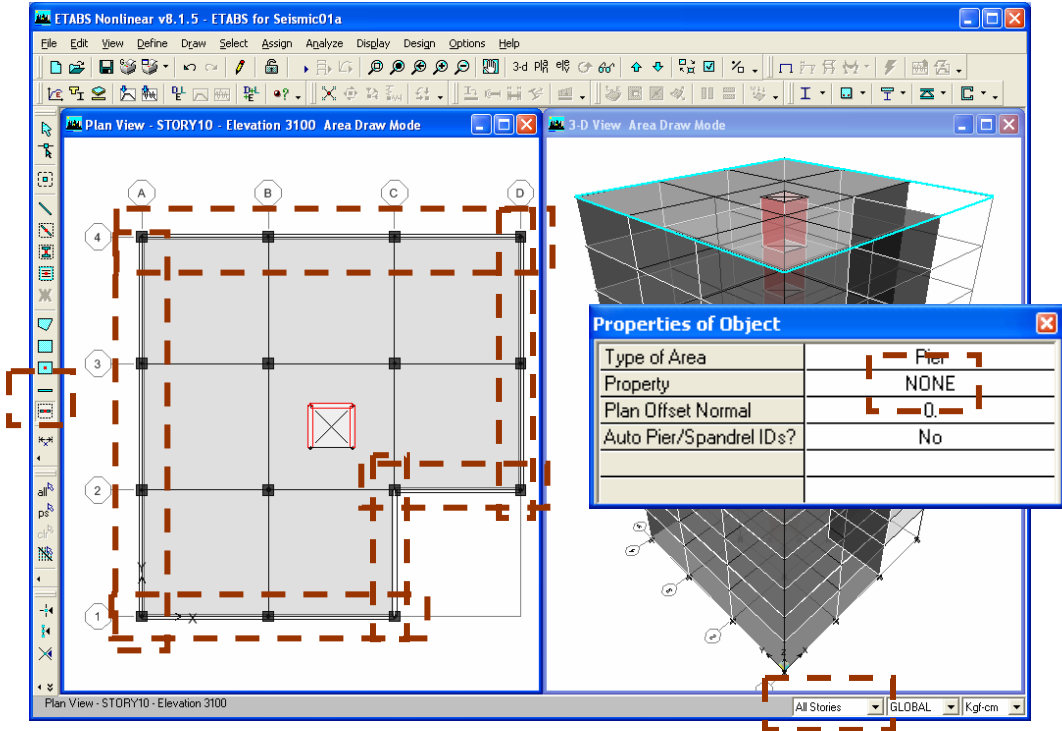 ETABS Nonlinear v8.1.5 - ETABS for Seismic01a
File Edit View Define Draw Select Assign Analyze Display Design Options Help
3-d
Plan View - STORY10 - Elevation 3100 Area Draw Mode
3-D View Area Draw Mode
A B C D
4
3
2
1
Y
X
all
ps
clr
Properties of Object
Type of Area Pier
Property NONE
Plan Offset Normal 0.
Auto Pier/Spandrel IDs? No
Plan View - STORY10 - Elevation 3100
All Stories GLOBAL Kgf-cm